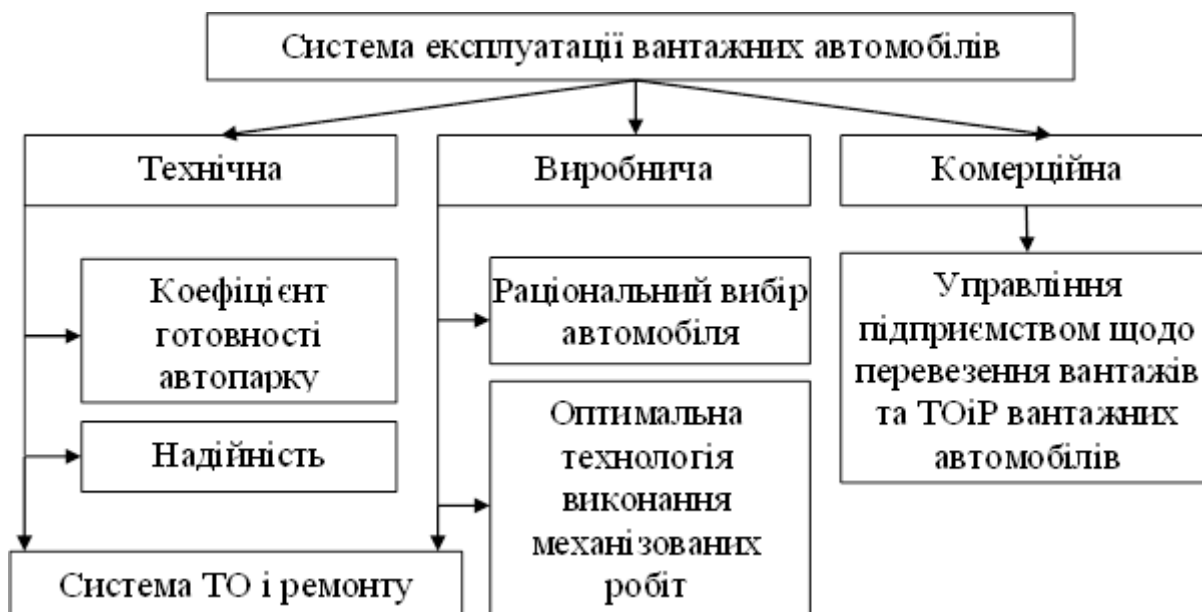 Система експлуатації вантажних автомобілів
Технічна
Виробнича
Комерційна
Коефіцієнт
готовності
автопарку
Надійність
Система ТО і ремонту
Раціональний вибір
автомобіля
Оптимальна
технологія
виконання
механізованих
робіт
Управління
підприємством щодо
перевезення вантажів
та ТОіР вантажних
автомобілів